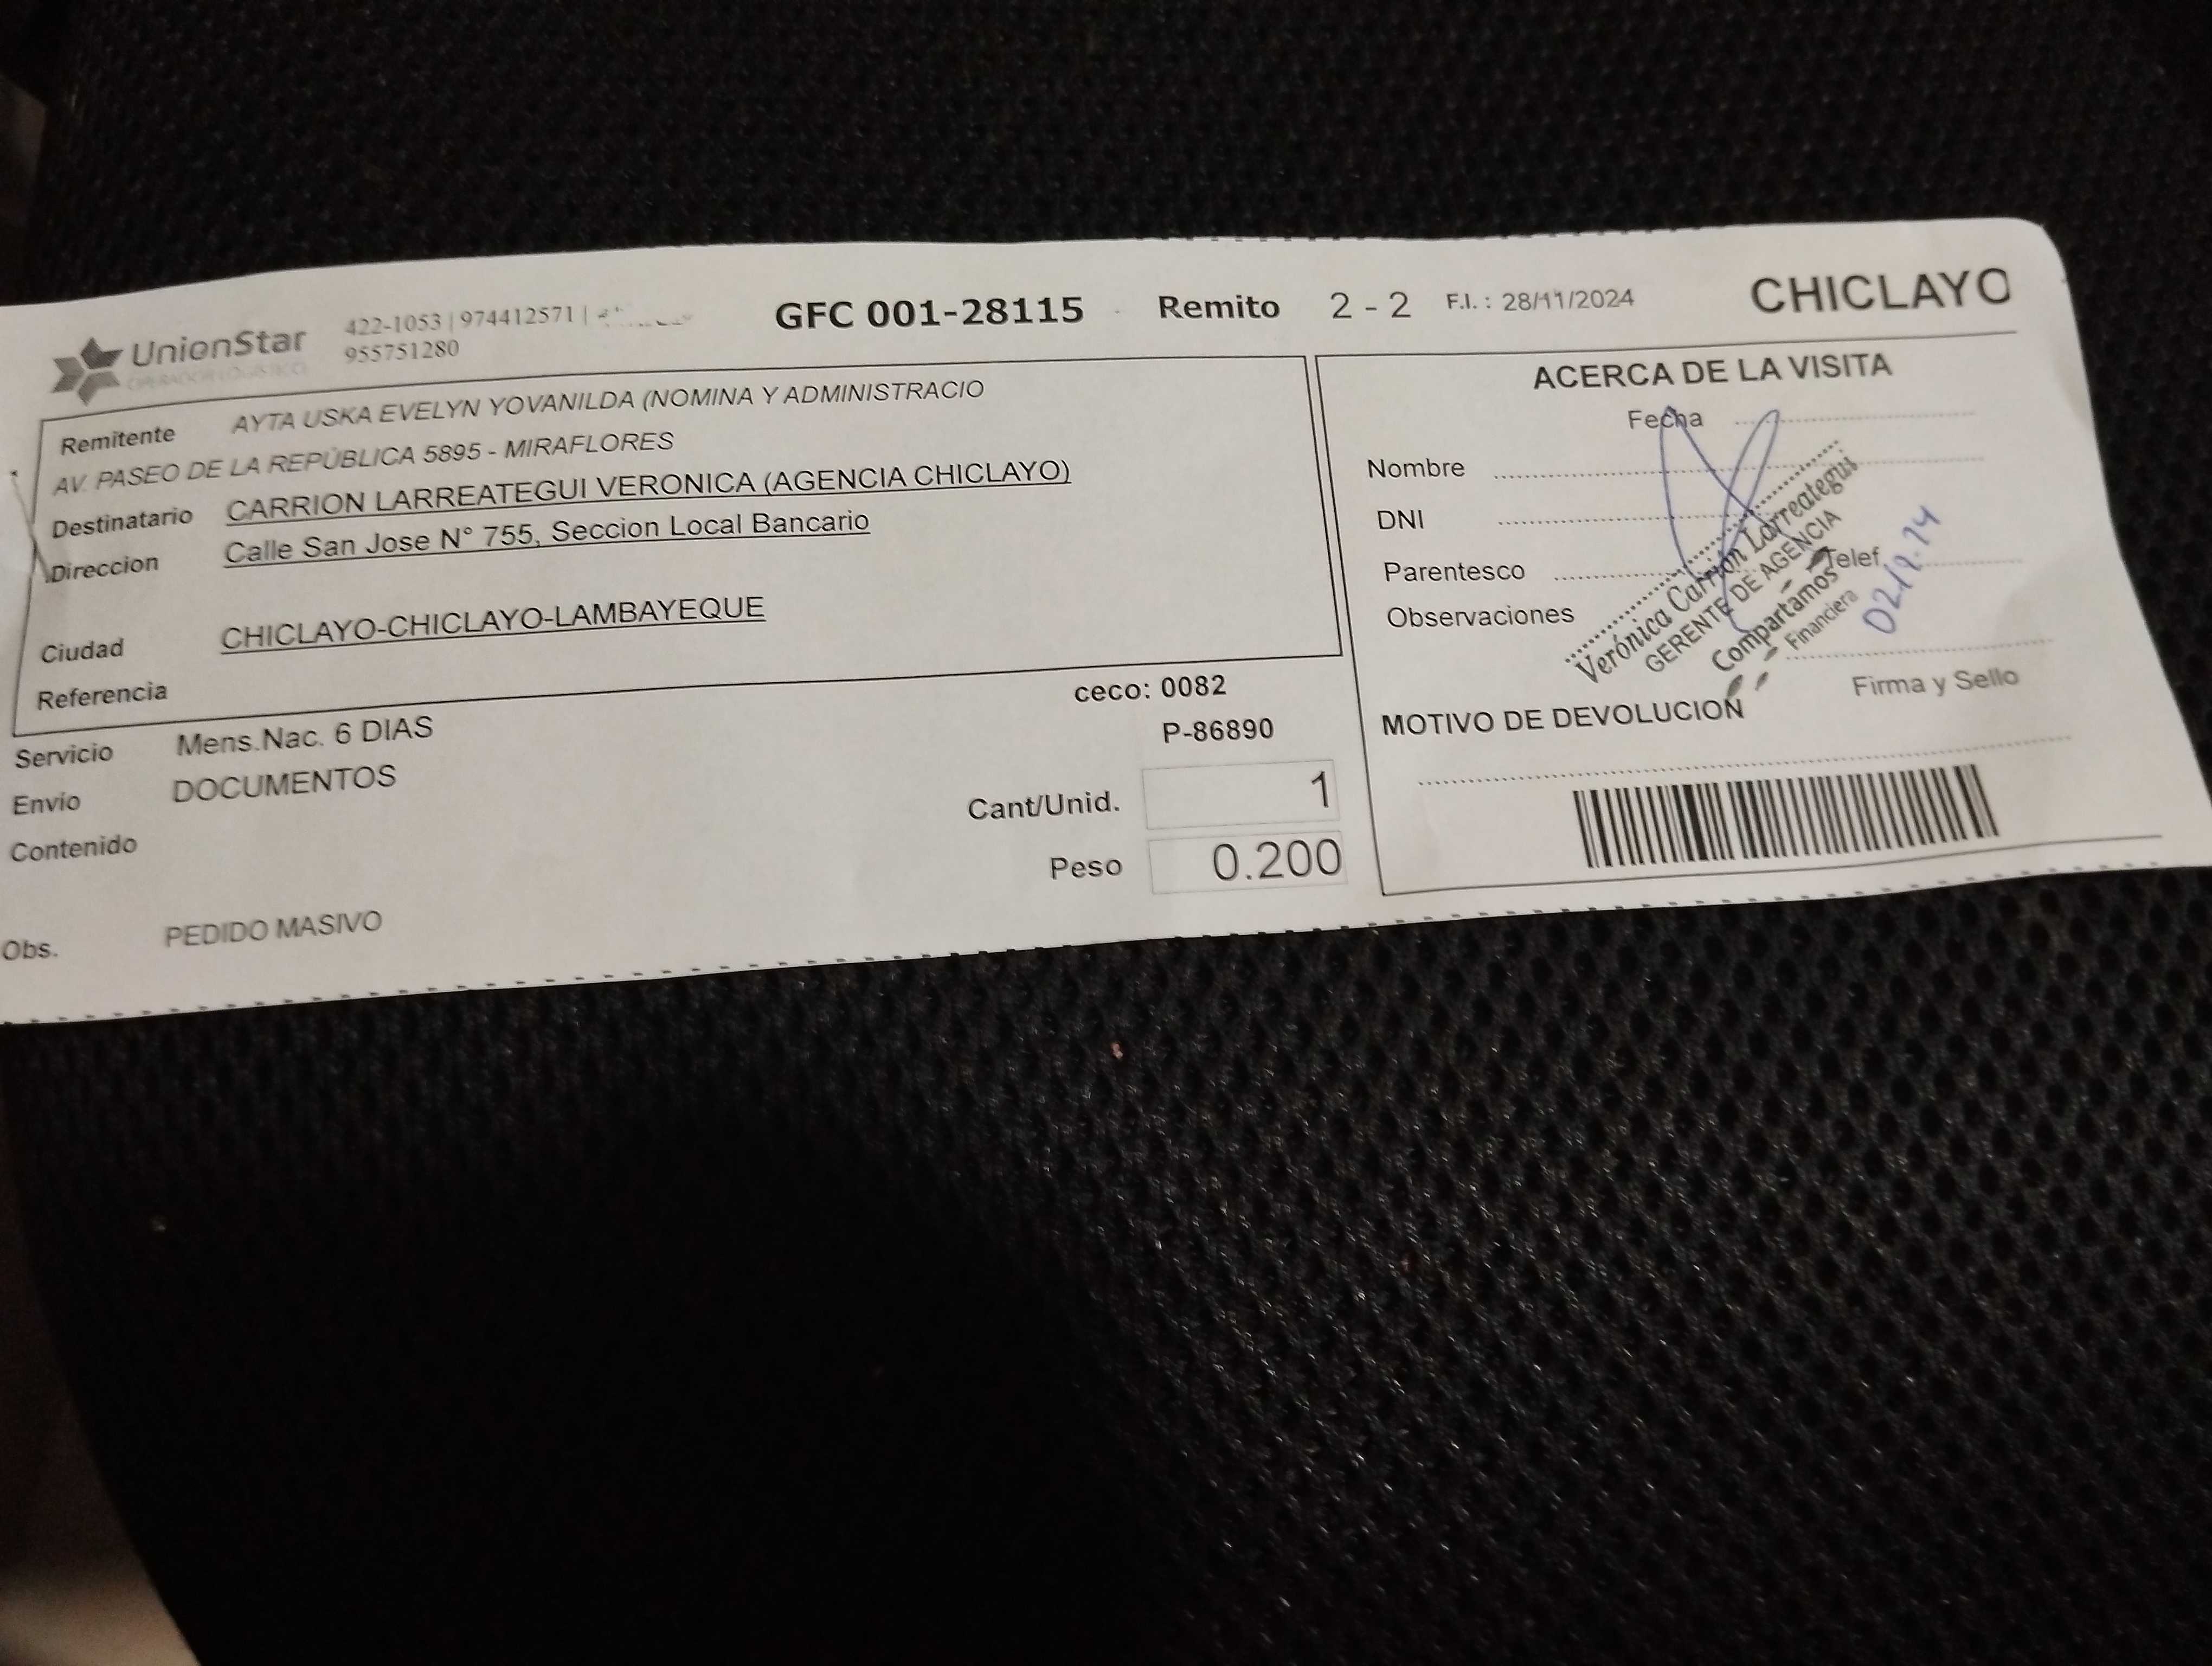 UnionStar
OPERADOR LOGISTICO
422-1053 | 974412571 |
955751280
GFC 001-28115 Remito 2 - 2 F.I. : 28/11/2024 CHICLAYO
Remitente AYTA USKA EVELYN YOVANILDA (NOMINA Y ADMINISTRACIO
AV. PASEO DE LA REPÚBLICA 5895 - MIRAFLORES
Destinatario CARRION LARREATEGUI VERONICA (AGENCIA CHICLAYO)
Direccion Calle San Jose N° 755, Seccion Local Bancario
Ciudad CHICLAYO-CHICLAYO-LAMBAYEQUE
Referencia
ceco: 0082
Servicio Mens.Nac. 6 DIAS P-86890
Envío DOCUMENTOS
Cant/Unid. 1
Contenido
Peso 0.200
Obs. PEDIDO MASIVO
ACERCA DE LA VISITA
Fecha
Nombre
DNI
Parentesco Telef
Observaciones
Verónica Carrión Larreategui
GERENTE DE AGENCIA
Compartamos
Financiera
Firma y Sello
MOTIVO DE DEVOLUCION